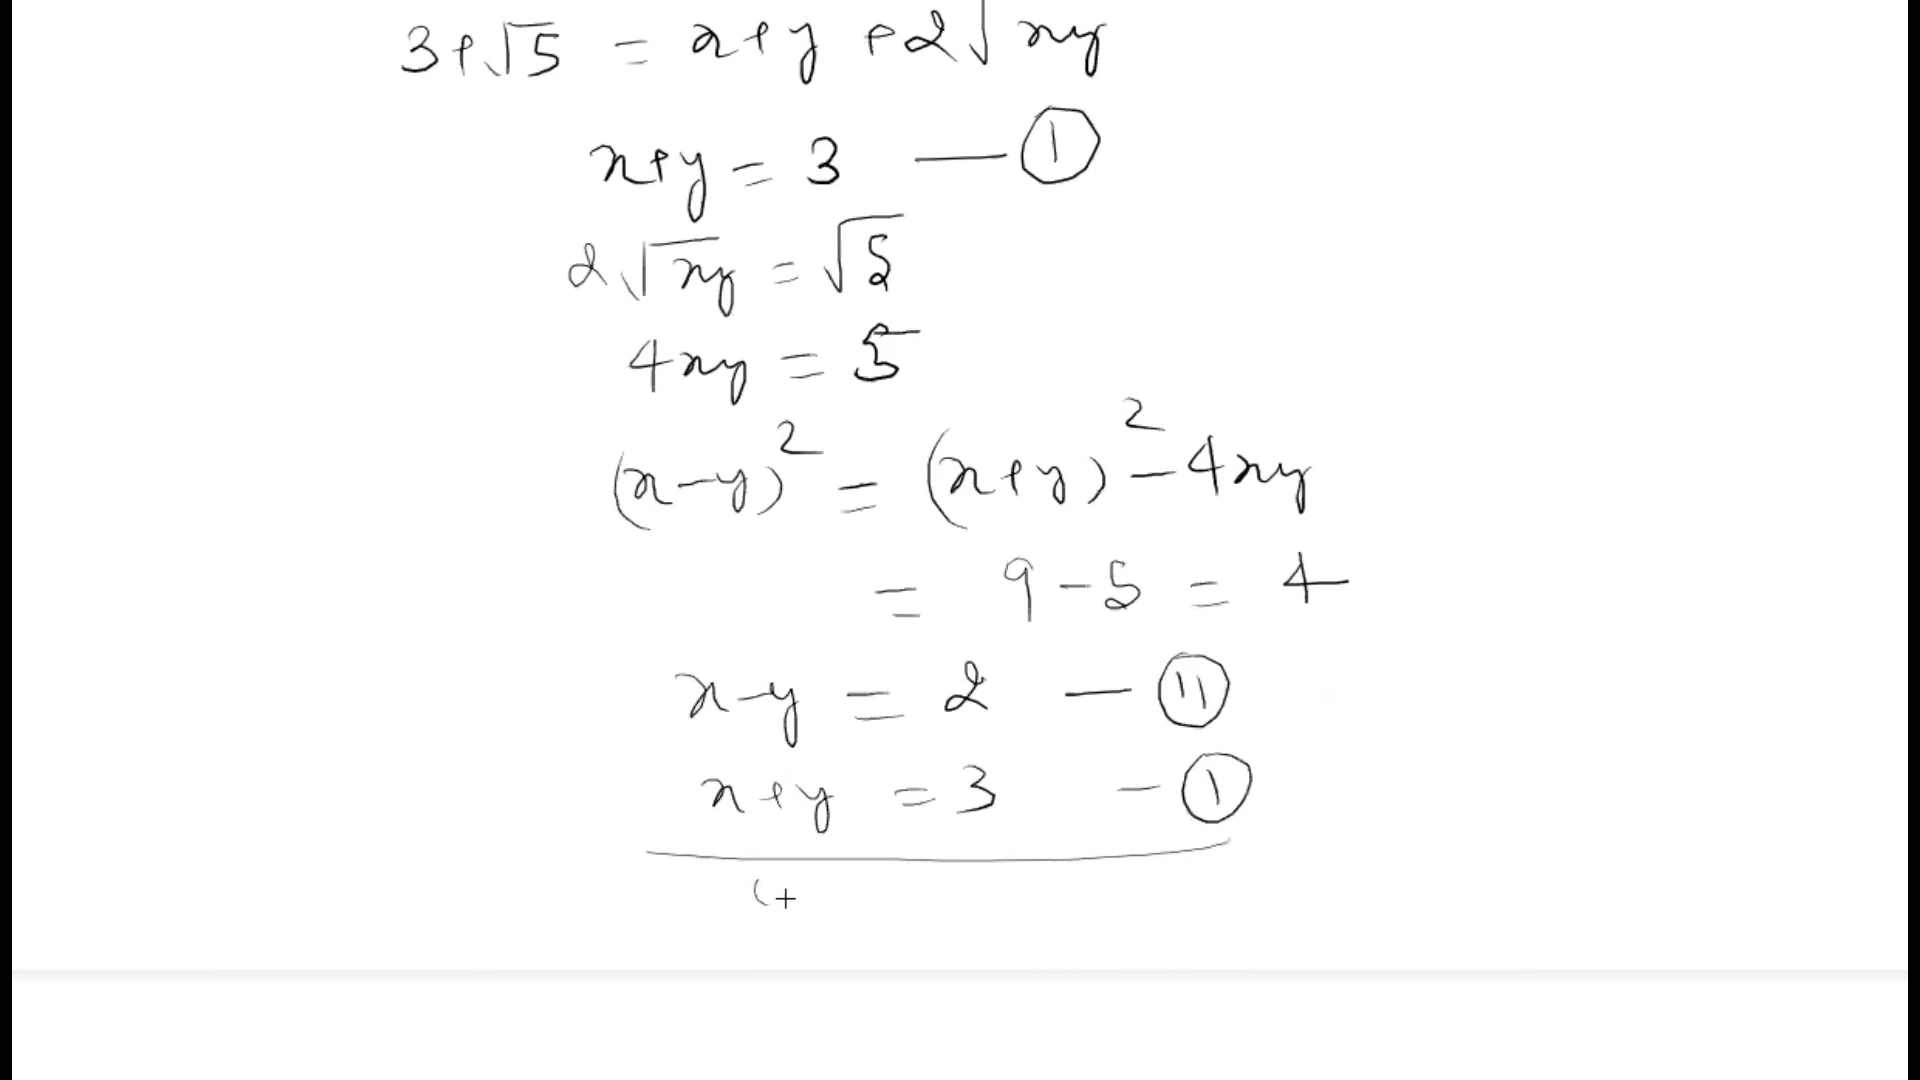 3+√5 = x+y +2√xy
x+y = 3 — ①
2√xy = √5
4xy = 5
(x-y)² = (x+y)² - 4xy
= 9 - 5 = 4
x-y = 2 — ⑪
x+y = 3 - ①
(+